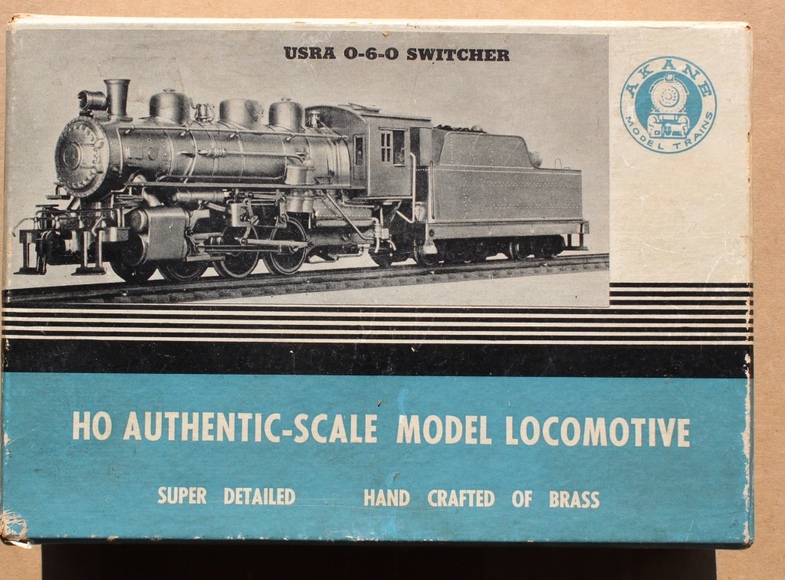 USRA 0-6-0 SWITCHER
AKANE
MODEL TRAINS
HO AUTHENTIC-SCALE MODEL LOCOMOTIVE
SUPER DETAILED HAND CRAFTED OF BRASS